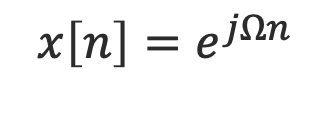 x[n] = e^{jΩn}